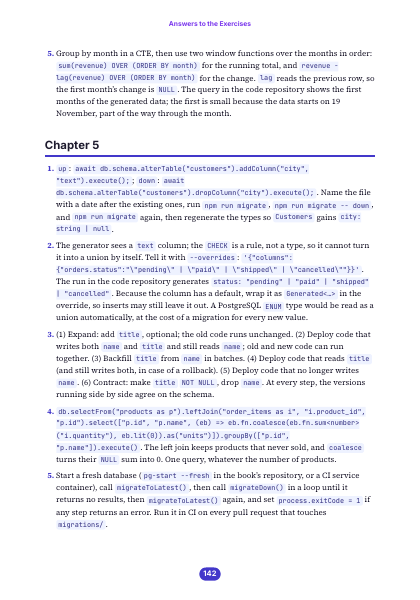 Answers to the Exercises
5. Group by month in a CTE, then use two window functions over the months in order:
sum(revenue) OVER (ORDER BY month) for the running total, and revenue -
lag(revenue) OVER (ORDER BY month) for the change. lag reads the previous row, so
the first month's change is NULL. The query in the code repository shows the first
months of the generated data; the first is small because the data starts on 19
November, part of the way through the month.
Chapter 5
1. up: await db.schema.alterTable("customers").addColumn("city",
"text").execute();; down: await
db.schema.alterTable("customers").dropColumn("city").execute();. Name the file
with a date after the existing ones, run npm run migrate, npm run migrate -- down,
and npm run migrate again, then regenerate the types so Customers gains city:
string | null.
2. The generator sees a text column; the CHECK is a rule, not a type, so it cannot turn
it into a union by itself. Tell it with --overrides: '{"columns":
{"orders.status":"\"pending\" | \"paid\" | \"shipped\" | \"cancelled\""}}'.
The run in the code repository generates status: "pending" | "paid" | "shipped"
| "cancelled". Because the column has a default, wrap it as Generated<…> in the
override, so inserts may still leave it out. A PostgreSQL ENUM type would be read as a
union automatically, at the cost of a migration for every new value.
3. (1) Expand: add title, optional; the old code runs unchanged. (2) Deploy code that
writes both name and title and still reads name; old and new code can run
together. (3) Backfill title from name in batches. (4) Deploy code that reads title
(and still writes both, in case of a rollback). (5) Deploy code that no longer writes
name. (6) Contract: make title NOT NULL, drop name. At every step, the versions
running side by side agree on the schema.
4. db.selectFrom("products as p").leftJoin("order_items as i", "i.product_id",
"p.id").select(["p.id", "p.name", (eb) => eb.fn.coalesce(eb.fn.sum<number>
("i.quantity"), eb.lit(0)).as("units")]).groupBy(["p.id",
"p.name"]).execute(). The left join keeps products that never sold, and coalesce
turns their NULL sum into 0. One query, whatever the number of products.
5. Start a fresh database (pg-start --fresh in the book's repository, or a CI service
container), call migrateToLatest(), then call migrateDown() in a loop until it
returns no results, then migrateToLatest() again, and set process.exitCode = 1 if
any step returns an error. Run it in CI on every pull request that touches
migrations/.
142